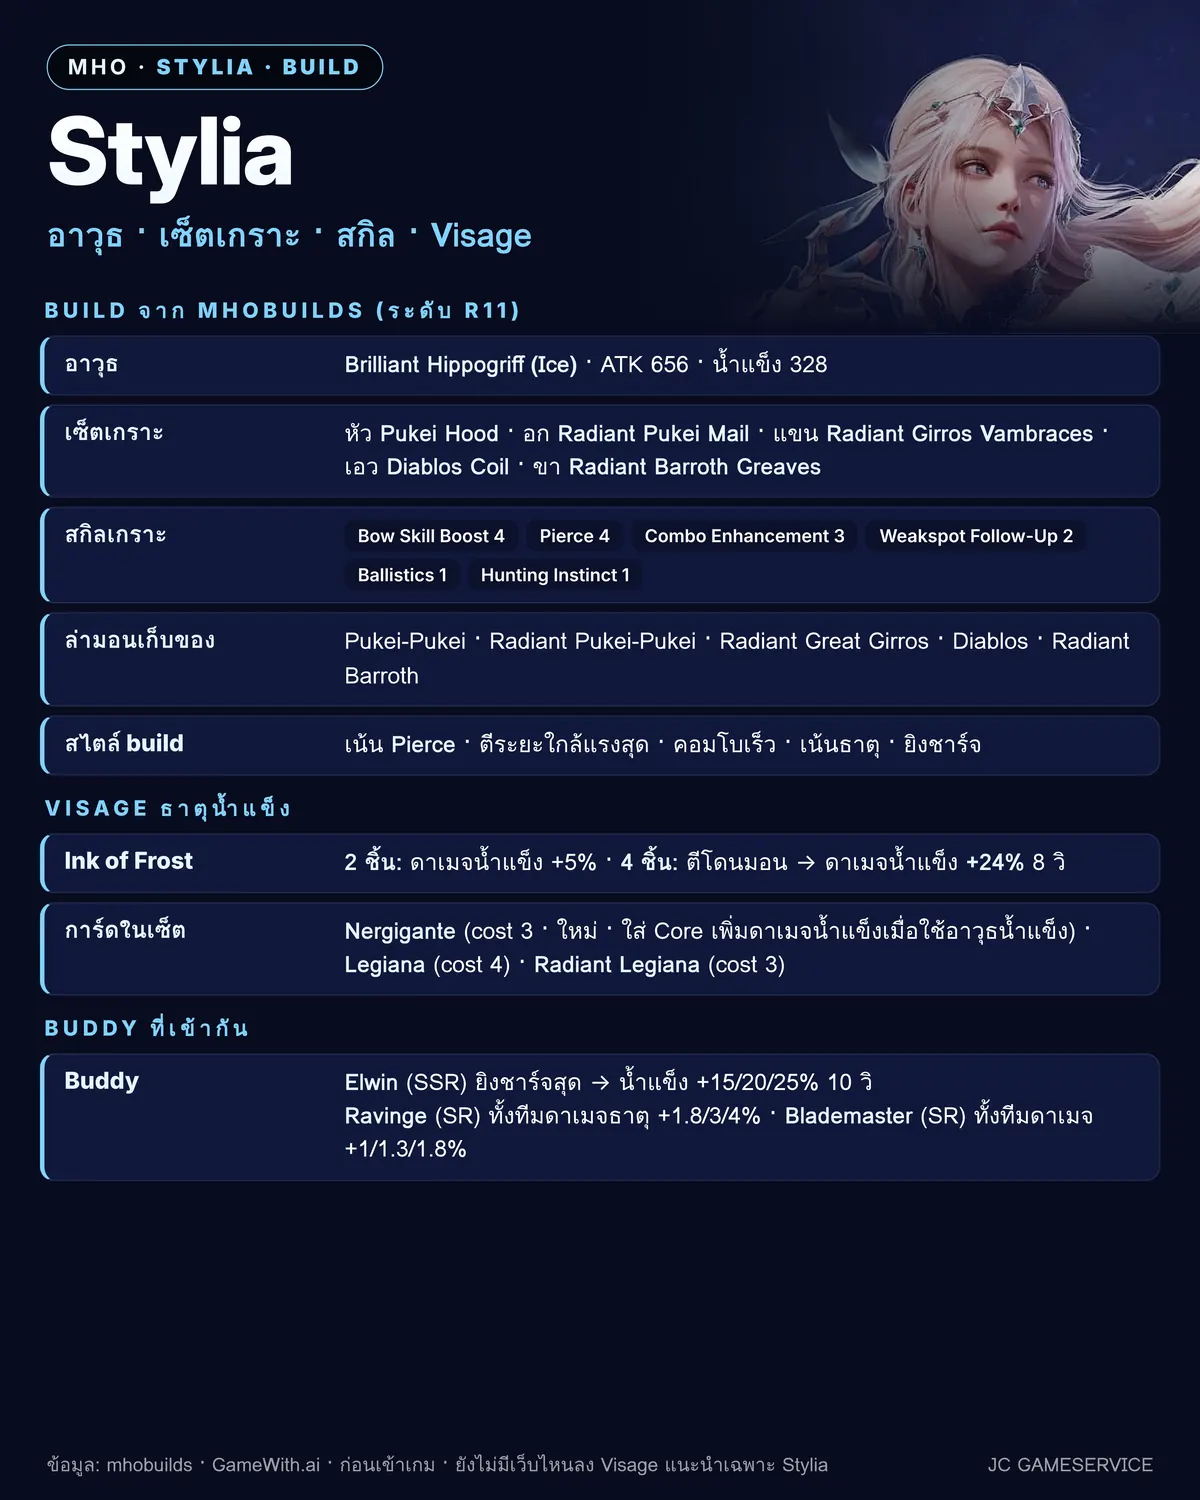 MHO · STYLIA · BUILD
Stylia
อาวุธ · เซ็ตเกราะ · สกิล · Visage
BUILD จาก MHOBUILDS (ระดับ R11)
อาวุธ
Brilliant Hippogriff (Ice) · ATK 656 · น้ำแข็ง 328
เซ็ตเกราะ
หัว Pukei Hood · อก Radiant Pukei Mail · แขน Radiant Girros Vambraces ·
เอว Diablos Coil · ขา Radiant Barroth Greaves
สกิลเกราะ
Bow Skill Boost 4 Pierce 4 Combo Enhancement 3 Weakspot Follow-Up 2
Ballistics 1 Hunting Instinct 1
ล่ามอนเก็บของ
Pukei-Pukei · Radiant Pukei-Pukei · Radiant Great Girros · Diablos · Radiant
Barroth
สไตล์ build
เน้น Pierce · ตีระยะใกล้แรงสุด · คอมโบเร็ว · เน้นธาตุ · ยิงชาร์จ
VISAGE ธาตุน้ำแข็ง
Ink of Frost
2 ชิ้น: ดาเมจน้ำแข็ง +5% · 4 ชิ้น: ตีโดนมอน → ดาเมจน้ำแข็ง +24% 8 วิ
การ์ดในเซ็ต
Nergigante (cost 3 · ใหม่ · ใส่ Core เพิ่มดาเมจน้ำแข็งเมื่อใช้อาวุธน้ำแข็ง) ·
Legiana (cost 4) · Radiant Legiana (cost 3)
BUDDY ที่เข้ากัน
Buddy
Elwin (SSR) ยิงชาร์จสุด → น้ำแข็ง +15/20/25% 10 วิ
Ravinge (SR) ทั้งทีมดาเมจธาตุ +1.8/3/4% · Blademaster (SR) ทั้งทีมดาเมจ
+1/1.3/1.8%
ข้อมูล: mhobuilds · GameWith.ai · ก่อนเข้าเกม · ยังไม่มีเว็บไหนลง Visage แนะนำเฉพาะ Stylia
JC GAMESERVICE